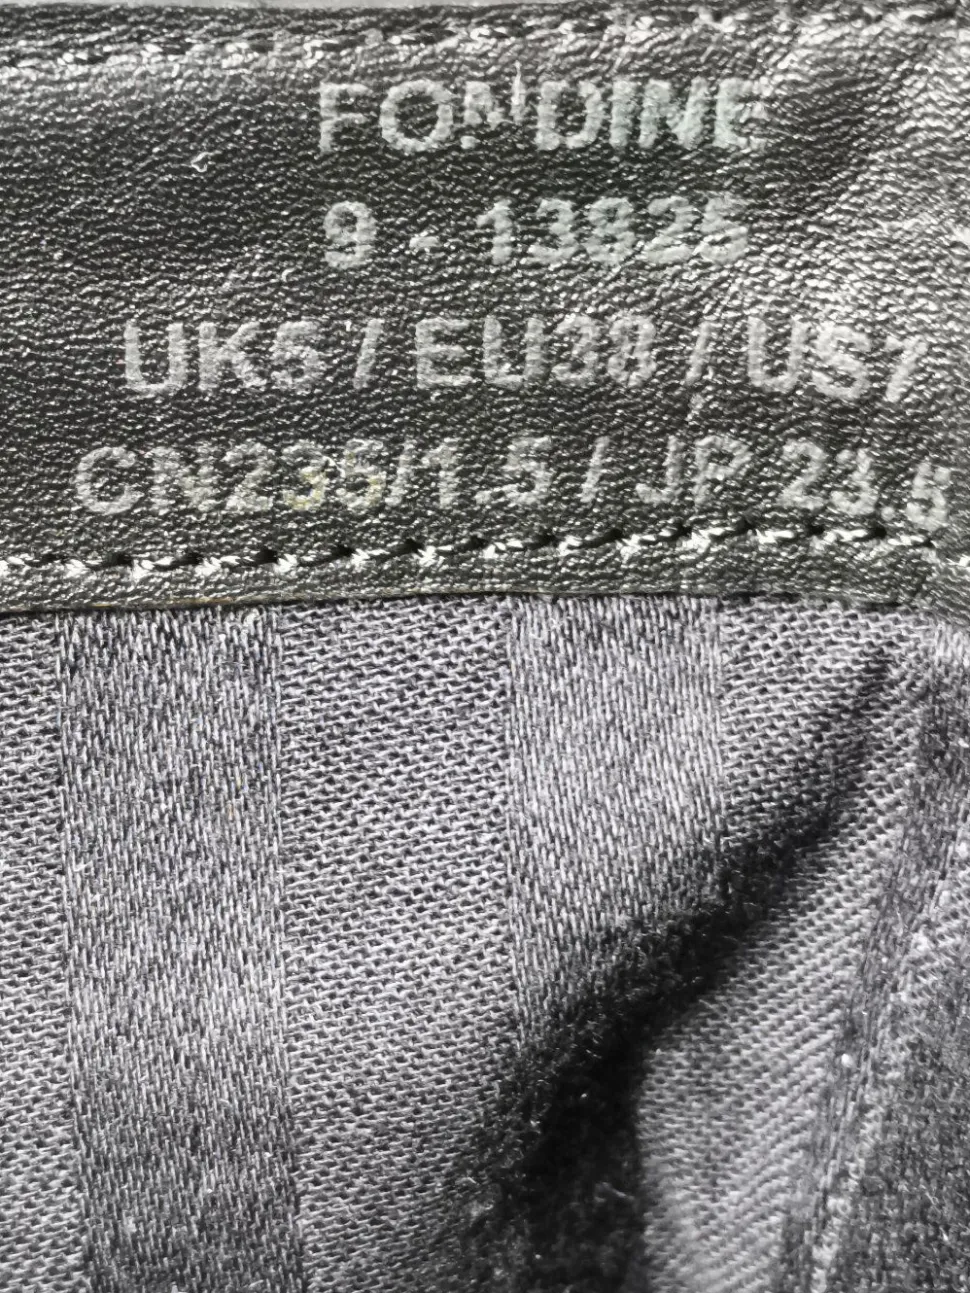 FONDINE
9 - 13825
UK5 / EU38 / US7
CN235/1.5 / JP 23.5